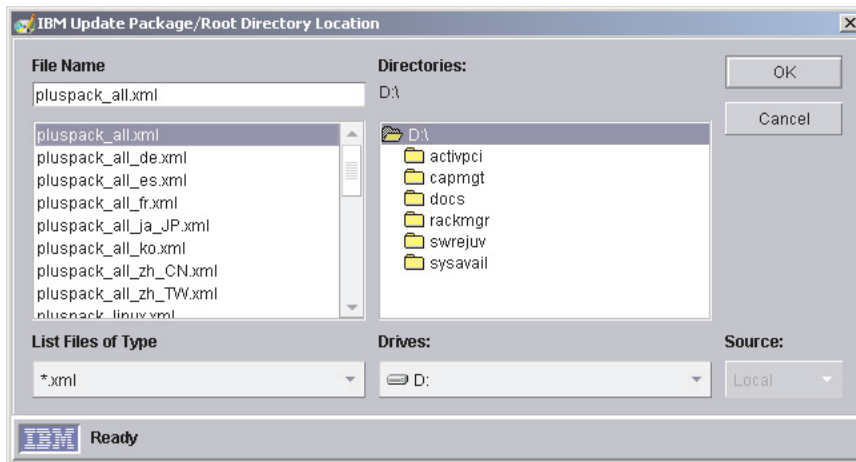 IBM Update Package/Root Directory Location
File Name
pluspack_all.xml
pluspack_all.xml
pluspack_all_de.xml
pluspack_all_es.xml
pluspack_all_fr.xml
pluspack_all_ja_JP.xml
pluspack_all_ko.xml
pluspack_all_zh_CN.xml
pluspack_all_zh_TW.xml
pluspack_linux.xml
List Files of Type
*.xml
Directories:
D:\
D:\
activpci
capmgt
docs
rackmgr
swrejuv
sysavail
Drives:
D:
OK
Cancel
Source:
Local
IBM Ready